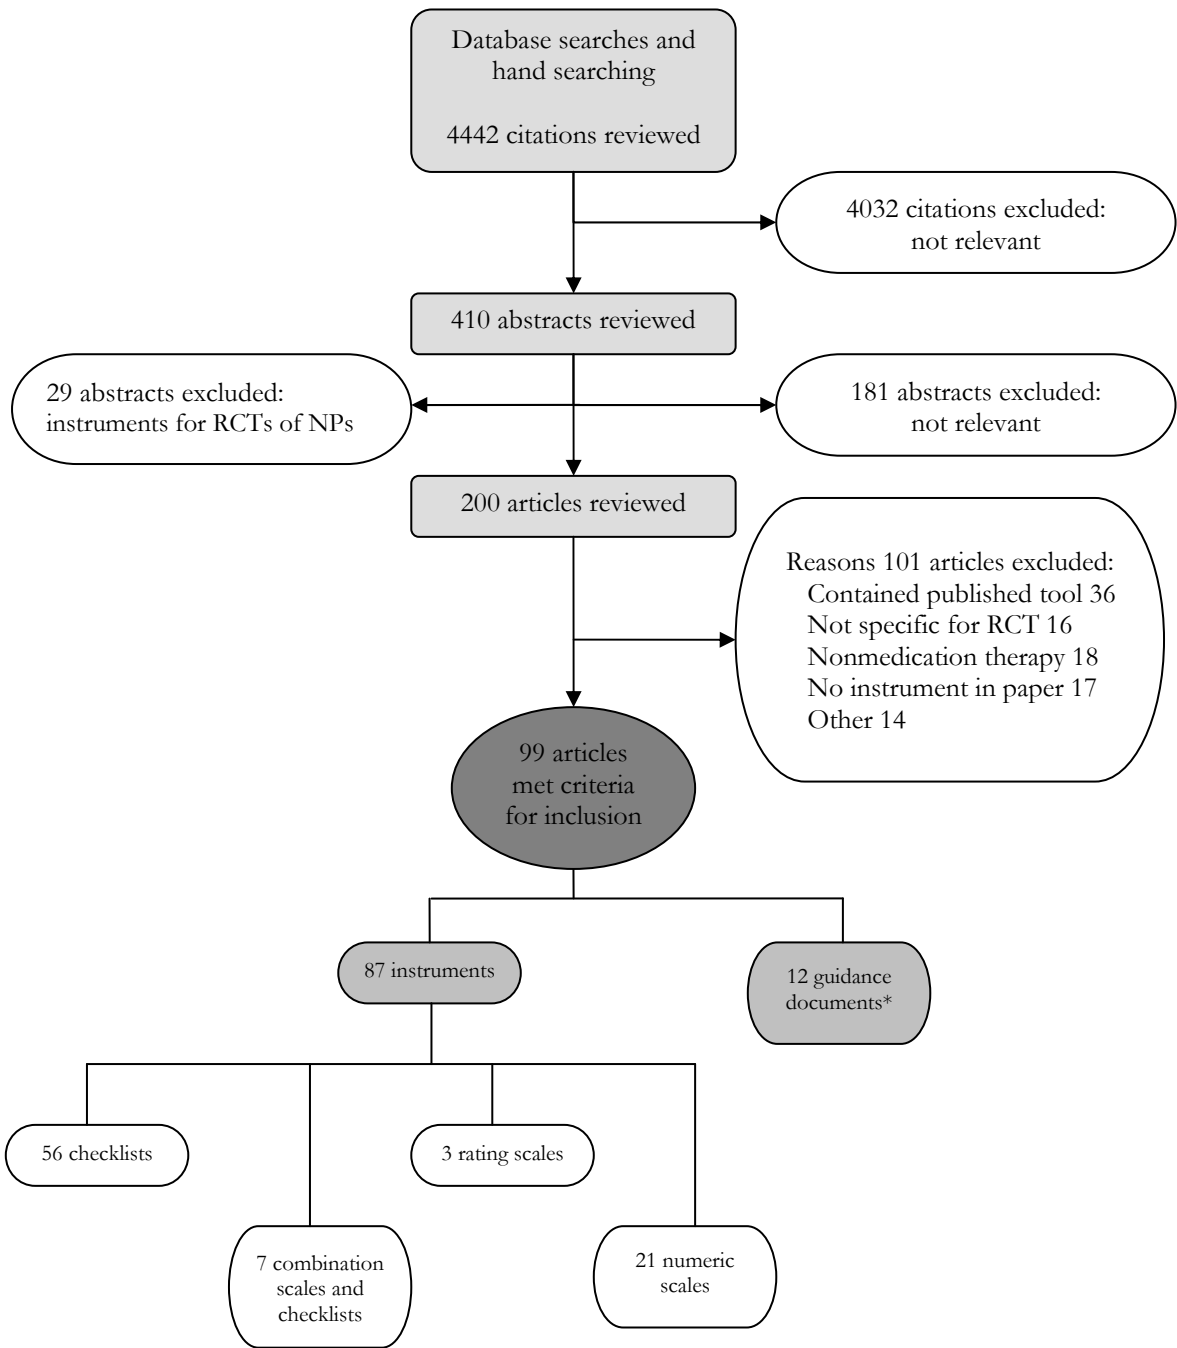 Database searches and
hand searching
4442 citations reviewed
4032 citations excluded:
not relevant
410 abstracts reviewed
29 abstracts excluded:
instruments for RCTs of NPs
181 abstracts excluded:
not relevant
200 articles reviewed
Reasons 101 articles excluded:
Contained published tool 36
Not specific for RCT 16
Nonmedication therapy 18
No instrument in paper 17
Other 14
99 articles
met criteria
for inclusion
87 instruments
12 guidance
documents*
56 checklists
3 rating scales
7 combination
scales and
checklists
21 numeric
scales